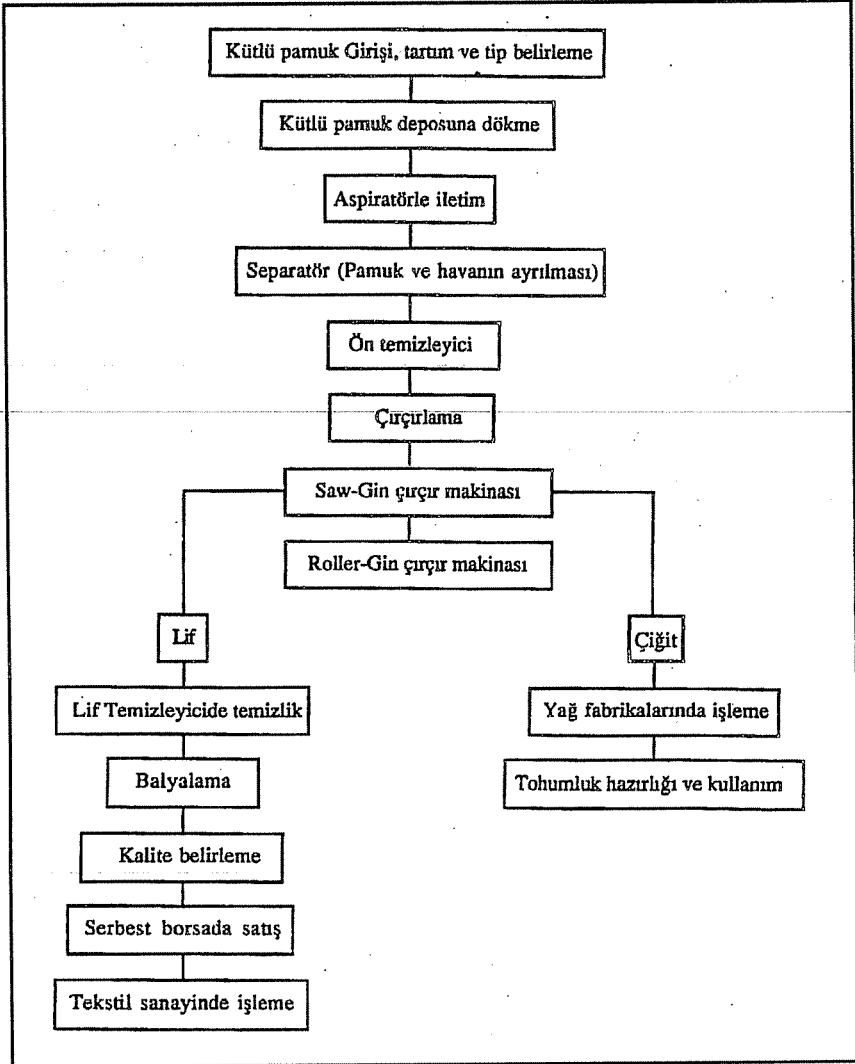 Kütlü pamuk Girişi, tartım ve tip belirleme
Kütlü pamuk deposuna dökme
Aspiratörle iletim
Separatör (Pamuk ve havanın ayrılması)
Ön temizleyici
Çırçırlama
Saw-Gin çırçır makinası
Roller-Gin çırçır makinası
Lif
Lif Temizleyicide temizlik
Balyalama
Kalite belirleme
Serbest borsada satış
Tekstil sanayinde işleme
Çiğit
Yağ fabrikalarında işleme
Tohumluk hazırlığı ve kullanım